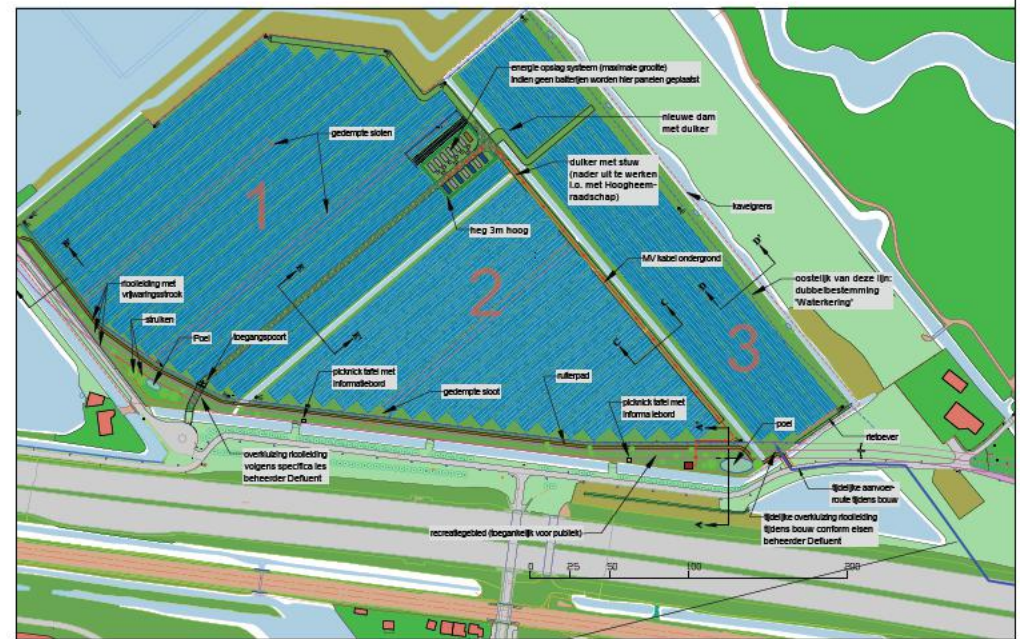 energie opslag systeem (maximale grootte)
Indien geen batterijen worden hier panelen geplaatst
nieuwe dam
met duiker
gedempte sloten
duiker met stuw
(nader uit te werken
i.o. met Hoogheem-
raadschap)
1
kavelgrens
heg 3m hoog
B'
D'
MV kabel ondergrond
2
oostelijk van deze lijn:
dubbelbestemming
'Waterkering'
D
C
rioolleiding met
vrijwaringsstrook
struiken
Poel
toegangspoort
3
picknick tafel met
informatiebord
gedempte sloot
ruiterpad
picknick tafel met
informa iebord
poel
rietoever
overkluizing rioolleiding
volgens specifica ies
beheerder Defluent
tijdelijke aanvoer-
route tijdens bouw
recreatiegebied (toegankelijk voor publiek)
A
tijdelijke overkluizing rioolleiding
tijdens bouw conform eisen
beheerder Defluent
0 25 50 100 200